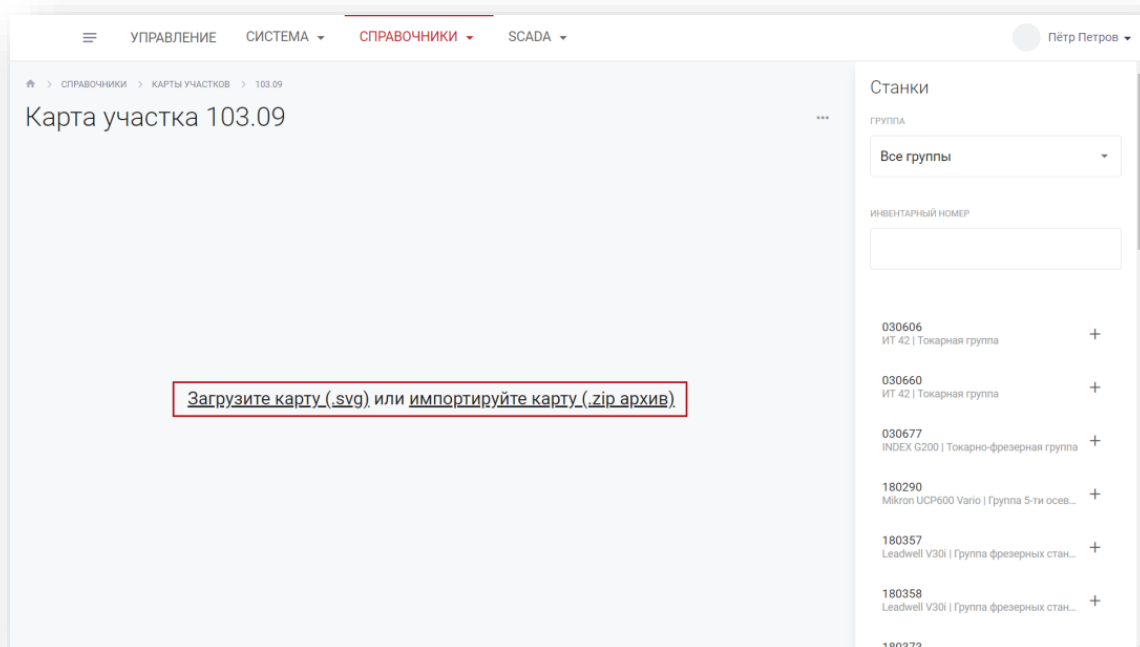 УПРАВЛЕНИЕ СИСТЕМА СПРАВОЧНИКИ SCADA Пётр Петров
СПРАВОЧНИКИ > КАРТЫ УЧАСТКОВ > 103.09
Карта участка 103.09
Загрузите карту (.svg) или импортируйте карту (.zip архив)
Станки
ГРУППА
Все группы
ИНВЕНТАРНЫЙ НОМЕР
030606
ИТ 42 | Токарная группа
030660
ИТ 42 | Токарная группа
030677
INDEX G200 | Токарно-фрезерная группа
180290
Mikron UCP600 Vario | Группа 5-ти осев...
180357
Leadwell V30i | Группа фрезерных стан...
180358
Leadwell V30i | Группа фрезерных стан...
180373